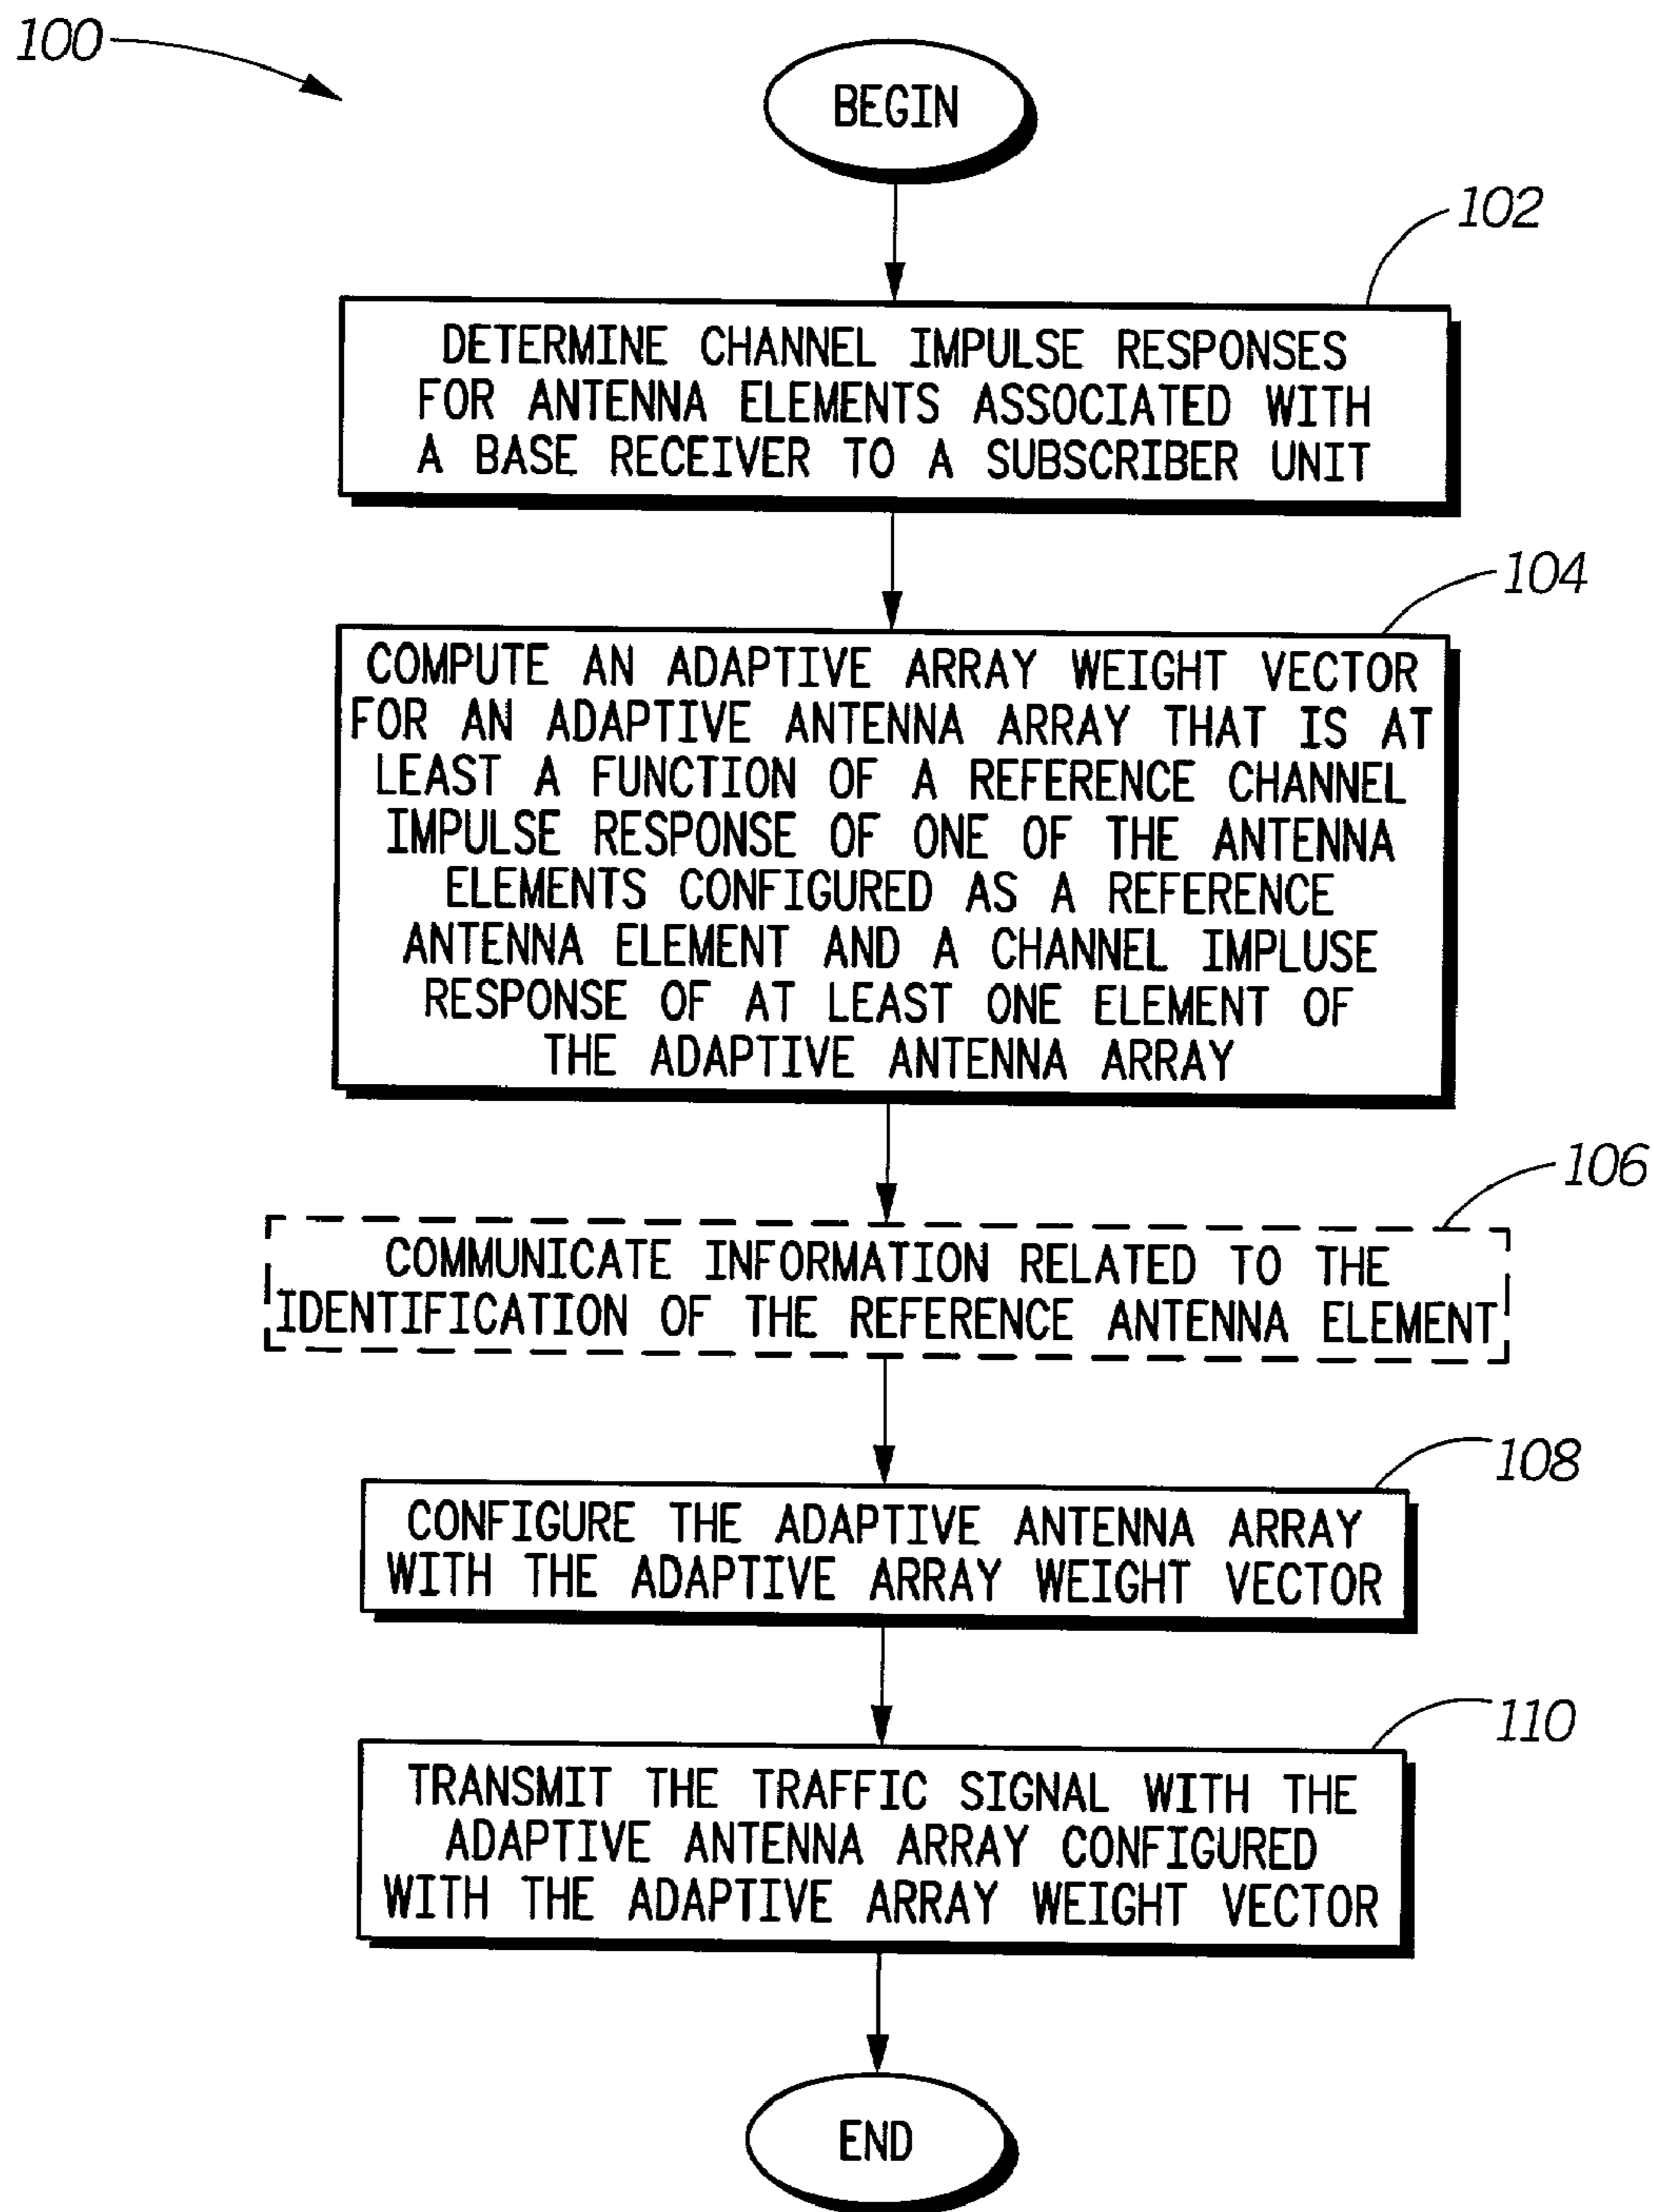 100
BEGIN
102
DETERMINE CHANNEL IMPULSE RESPONSES
FOR ANTENNA ELEMENTS ASSOCIATED WITH
A BASE RECEIVER TO A SUBSCRIBER UNIT
104
COMPUTE AN ADAPTIVE ARRAY WEIGHT VECTOR
FOR AN ADAPTIVE ANTENNA ARRAY THAT IS AT
LEAST A FUNCTION OF A REFERENCE CHANNEL
IMPULSE RESPONSE OF ONE OF THE ANTENNA
ELEMENTS CONFIGURED AS A REFERENCE
ANTENNA ELEMENT AND A CHANNEL IMPLUSE
RESPONSE OF AT LEAST ONE ELEMENT OF
THE ADAPTIVE ANTENNA ARRAY
106
COMMUNICATE INFORMATION RELATED TO THE
IDENTIFICATION OF THE REFERENCE ANTENNA ELEMENT
108
CONFIGURE THE ADAPTIVE ANTENNA ARRAY
WITH THE ADAPTIVE ARRAY WEIGHT VECTOR
110
TRANSMIT THE TRAFFIC SIGNAL WITH THE
ADAPTIVE ANTENNA ARRAY CONFIGURED
WITH THE ADAPTIVE ARRAY WEIGHT VECTOR
END